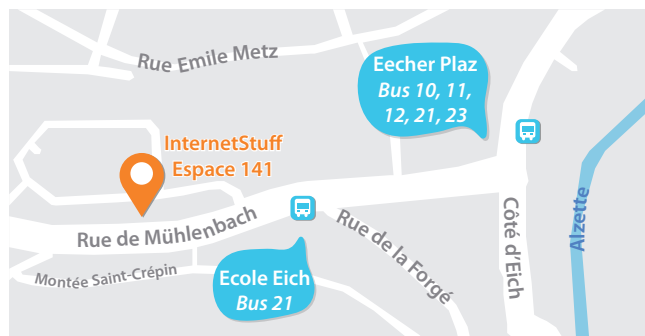 Rue Emile Metz
Eecher Plaz
Bus 10, 11,
12, 21, 23
InternetStuff
Espace 141
Rue de Mühlenbach
Rue de la Forgé
Côté d'Eich
Alzette
Montée Saint-Crépin
Ecole Eich
Bus 21